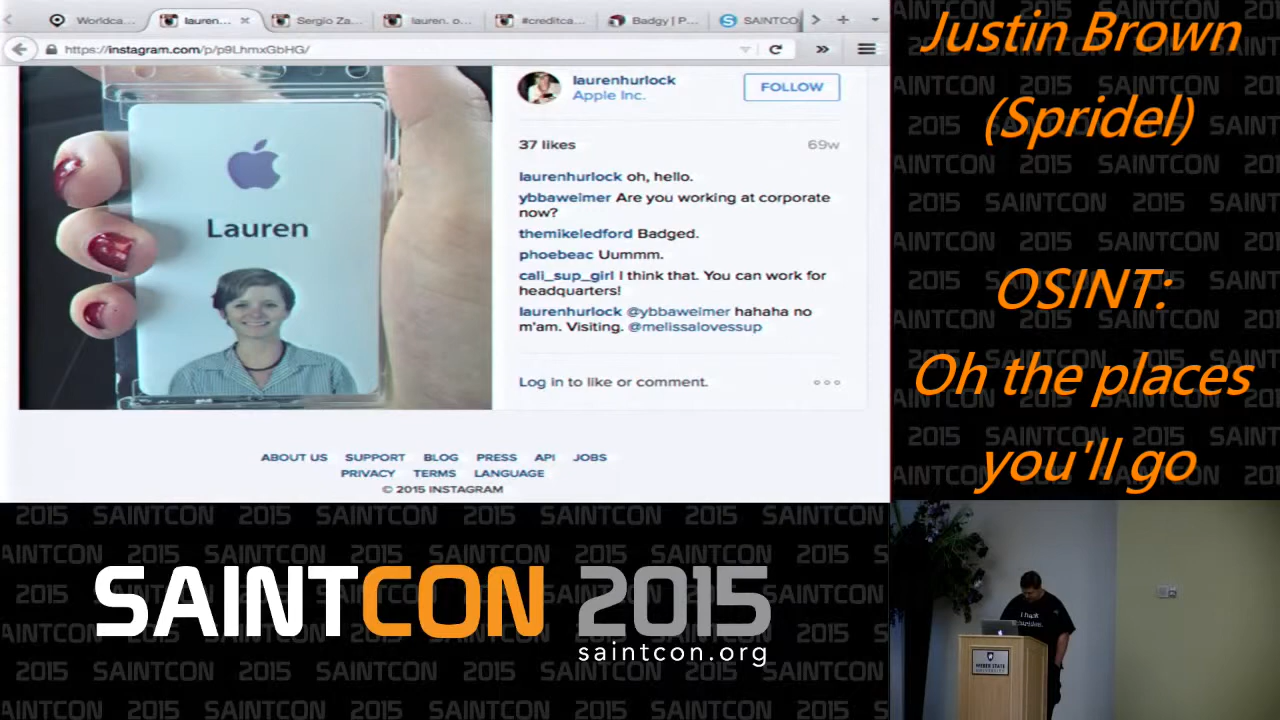 Worldca...
lauren...
Sergio Za...
lauren. o...
#creditca...
Badgy | P...
SAINTCO
https://instagram.com/p/p9LhmxGbHG/
Lauren
laurenhurlock
Apple Inc.
FOLLOW
37 likes
69w
laurenhurlock oh, hello.
ybbaweimer Are you working at corporate
now?
themikeledford Badged.
phoebeac Uummm.
cali_sup_girl I think that. You can work for
headquarters!
laurenhurlock @ybbaweimer hahaha no
m'am. Visiting. @melissalovessup
Log in to like or comment.
ABOUT US SUPPORT BLOG PRESS API JOBS
PRIVACY TERMS LANGUAGE
© 2015 INSTAGRAM
Justin Brown
(Spridel)
OSINT:
Oh the places
you'll go
SAINTCON 2015
saintcon.org
I hack
WEBER STATE
UNIVERSITY